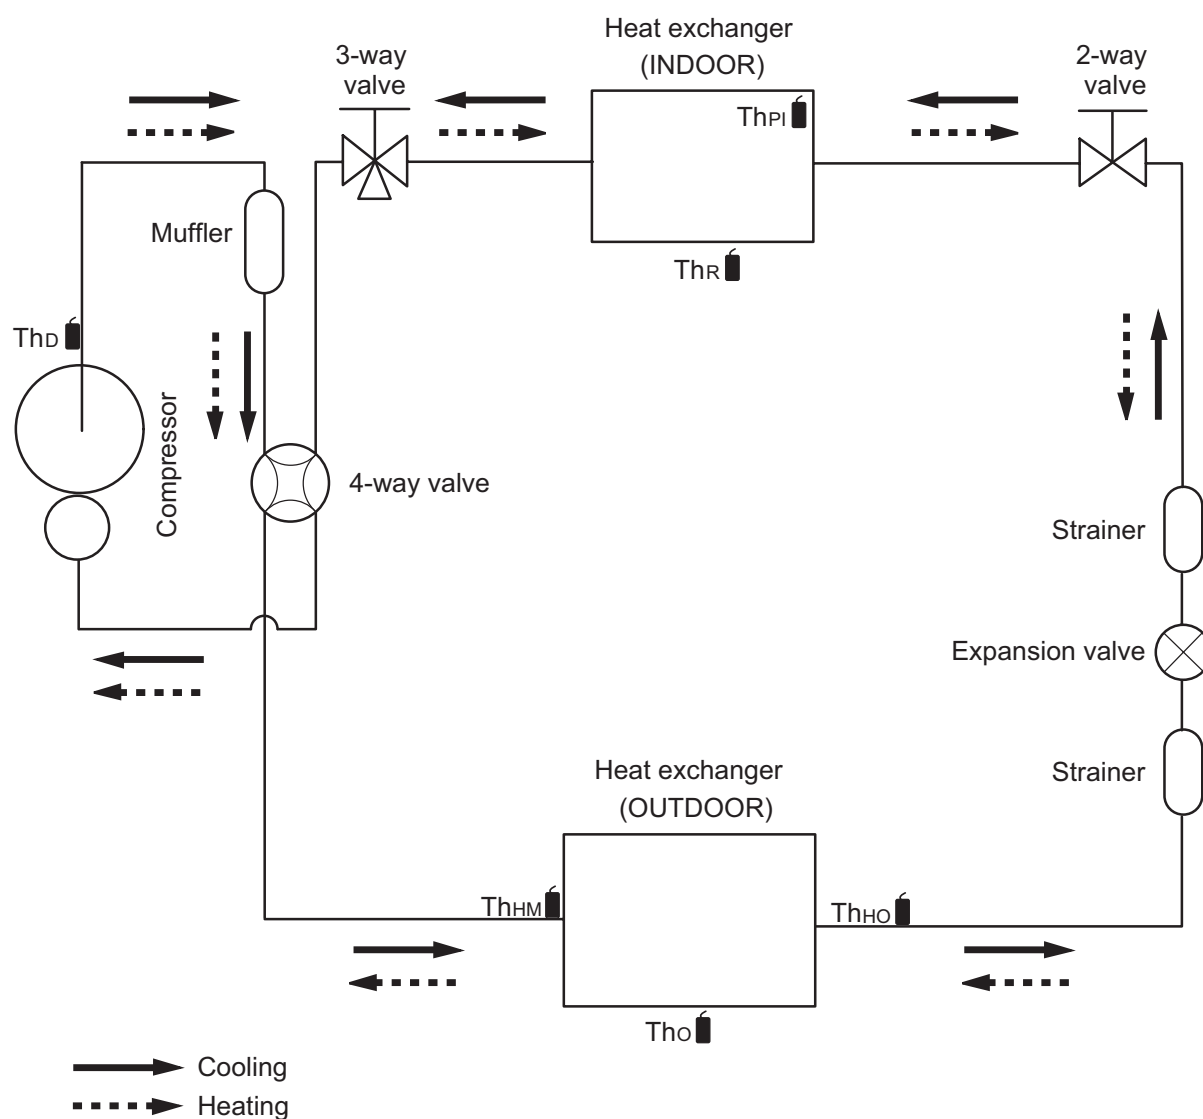 Heat exchanger
(INDOOR)
3-way
valve
2-way
valve
ThPI
Muffler
ThR
ThD
Compressor
4-way valve
Strainer
Expansion valve
Strainer
Heat exchanger
(OUTDOOR)
ThHM
ThHO
ThO
Cooling
Heating